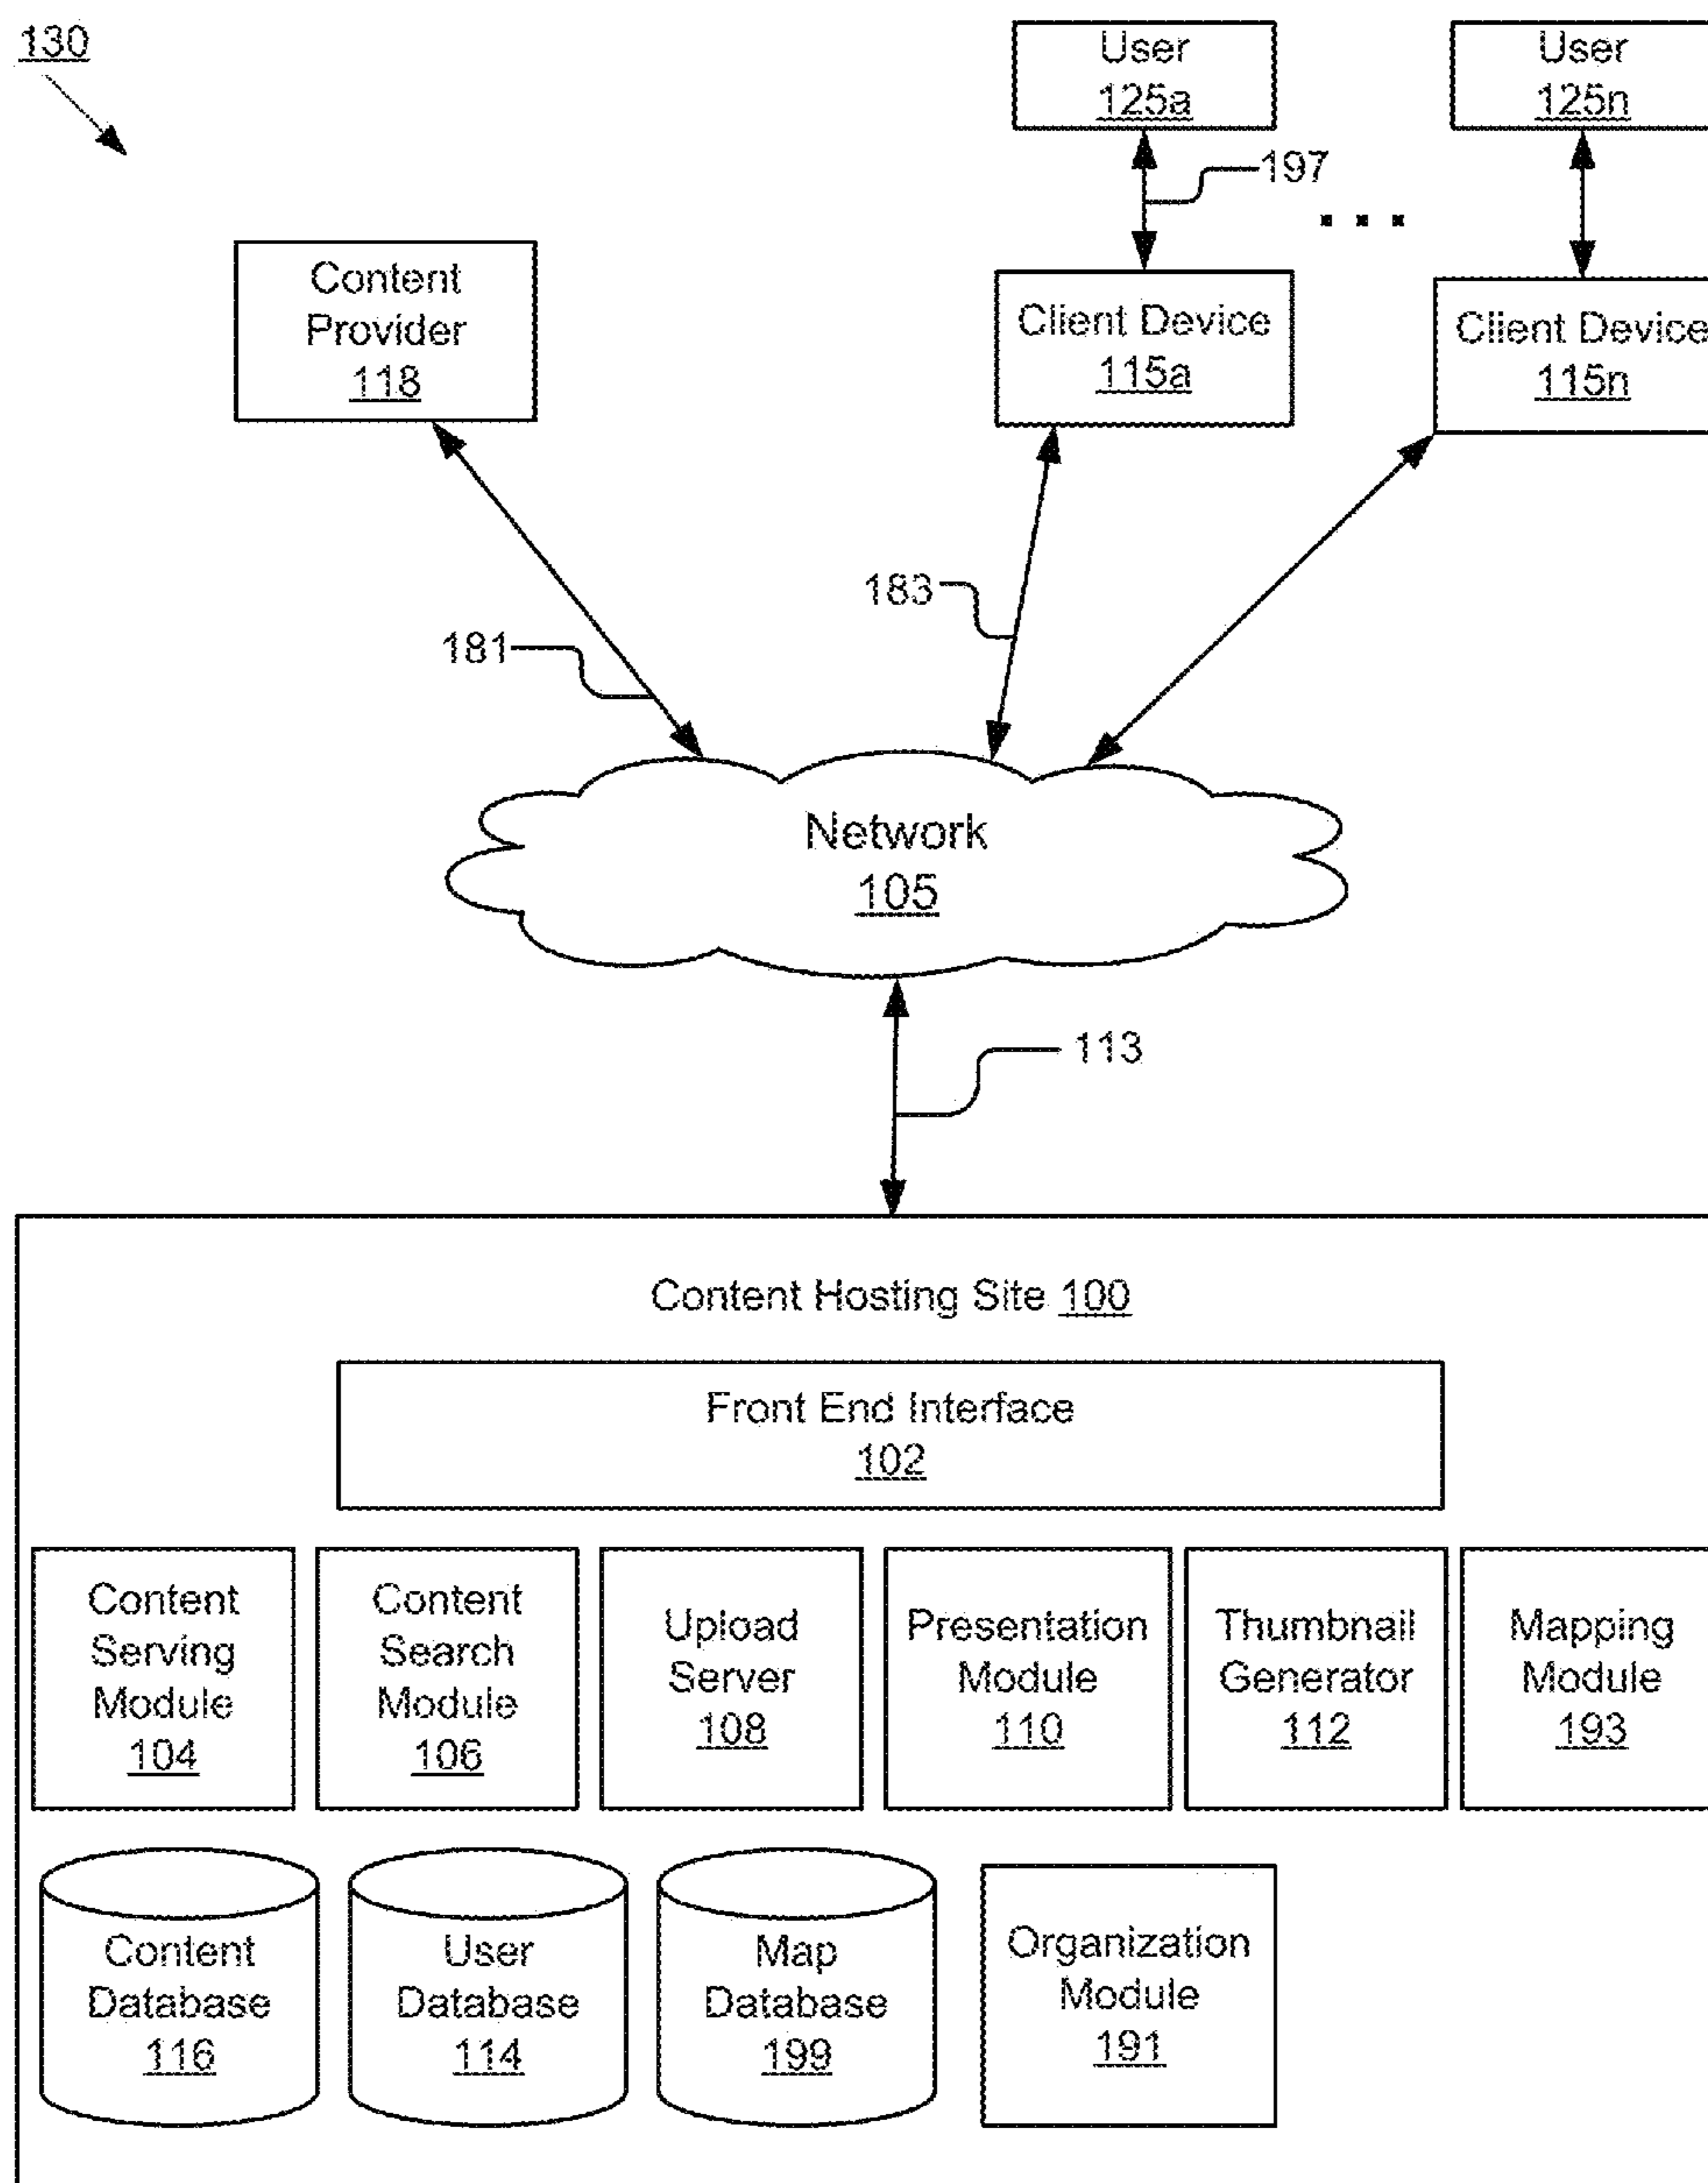 130
User
125a
User
125n
197
. . .
Content
Provider
118
Client Device
115a
Client Device
115n
183
181
Network
105
113
Content Hosting Site 100
Front End Interface
102
Content
Serving
Module
104
Content
Search
Module
106
Upload
Server
108
Presentation
Module
110
Thumbnail
Generator
112
Mapping
Module
193
Content
Database
116
User
Database
114
Map
Database
199
Organization
Module
191